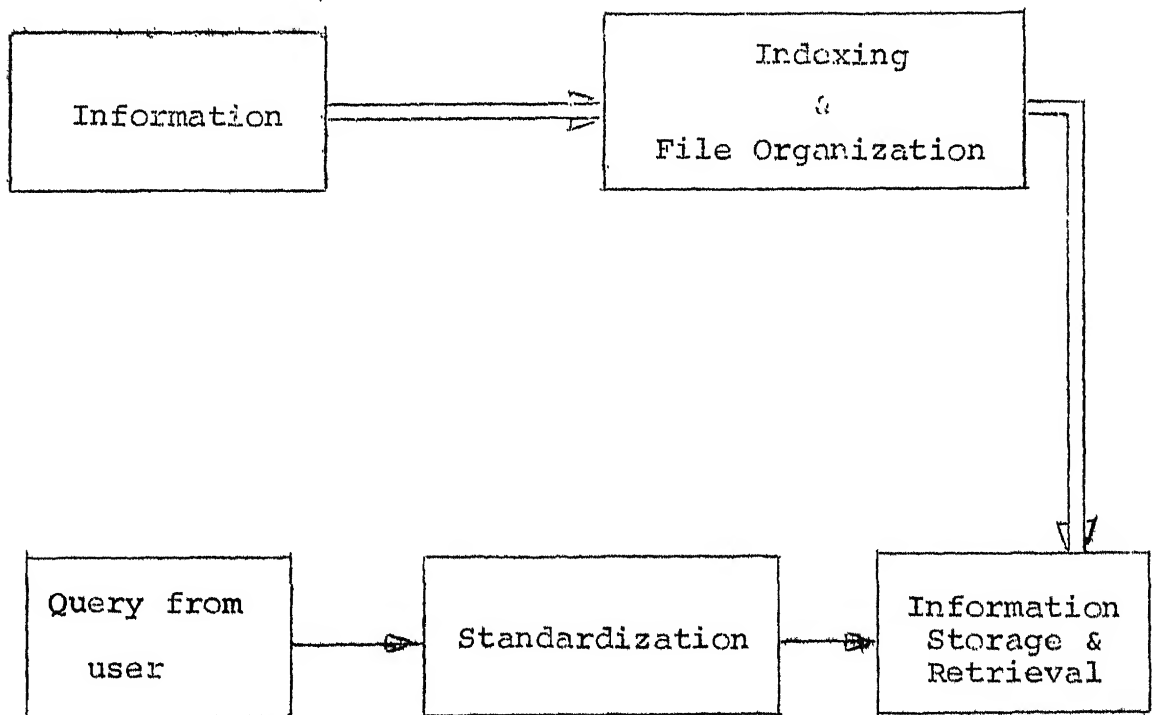 Information
Indexing
&
File Organization
Query from
user
Standardization
Information
Storage &
Retrieval